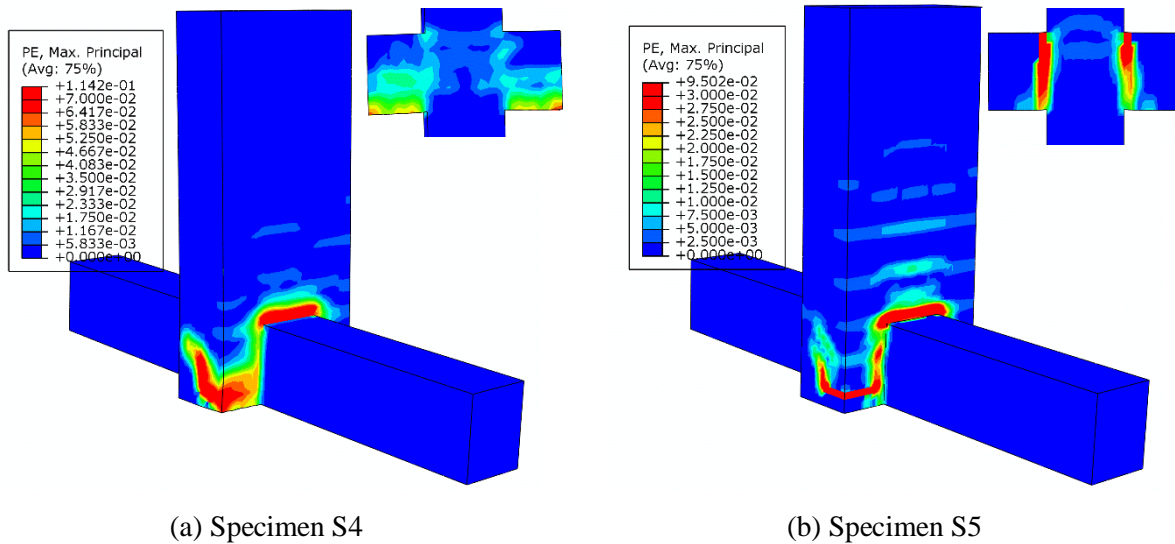 PE, Max. Principal
(Avg: 75%)
+1.142e-01
+7.000e-02
+6.417e-02
+5.833e-02
+5.250e-02
+4.667e-02
+4.083e-02
+3.500e-02
+2.917e-02
+2.333e-02
+1.750e-02
+1.167e-02
+5.833e-03
+0.000e+00
PE, Max. Principal
(Avg: 75%)
+9.502e-02
+3.000e-02
+2.750e-02
+2.500e-02
+2.250e-02
+2.000e-02
+1.750e-02
+1.500e-02
+1.250e-02
+1.000e-02
+7.500e-03
+5.000e-03
+2.500e-03
+0.000e+00
(a) Specimen S4
(b) Specimen S5